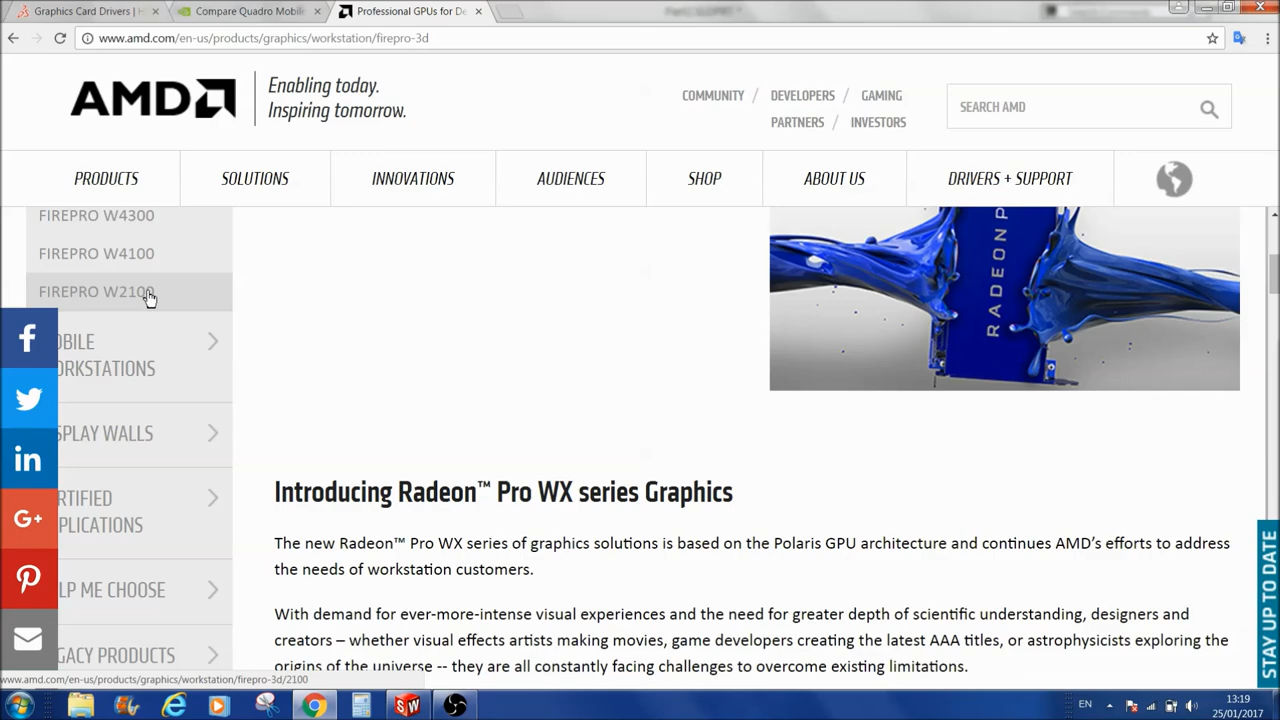 Graphics Card Drivers | H
Compare Quadro Mobile
Professional GPUs for De
www.amd.com/en-us/products/graphics/workstation/firepro-3d
AMD
Enabling today.
Inspiring tomorrow.
COMMUNITY / DEVELOPERS / GAMING
PARTNERS / INVESTORS
SEARCH AMD
PRODUCTS
SOLUTIONS
INNOVATIONS
AUDIENCES
SHOP
ABOUT US
DRIVERS + SUPPORT
FIREPRO W4300
FIREPRO W4100
FIREPRO W2100
OBILE
ORKSTATIONS
SPLAY WALLS
RTIFIED
PLICATIONS
LP ME CHOOSE
GACY PRODUCTS
RADEON P
Introducing Radeon™ Pro WX series Graphics
The new Radeon™ Pro WX series of graphics solutions is based on the Polaris GPU architecture and continues AMD's efforts to address
the needs of workstation customers.
With demand for ever-more-intense visual experiences and the need for greater depth of scientific understanding, designers and
creators – whether visual effects artists making movies, game developers creating the latest AAA titles, or astrophysicists exploring the
origins of the universe -- they are all constantly facing challenges to overcome existing limitations.
STAY UP TO DATE
www.amd.com/en-us/products/graphics/workstation/firepro-3d/2100
EN
13:19
25/01/2017